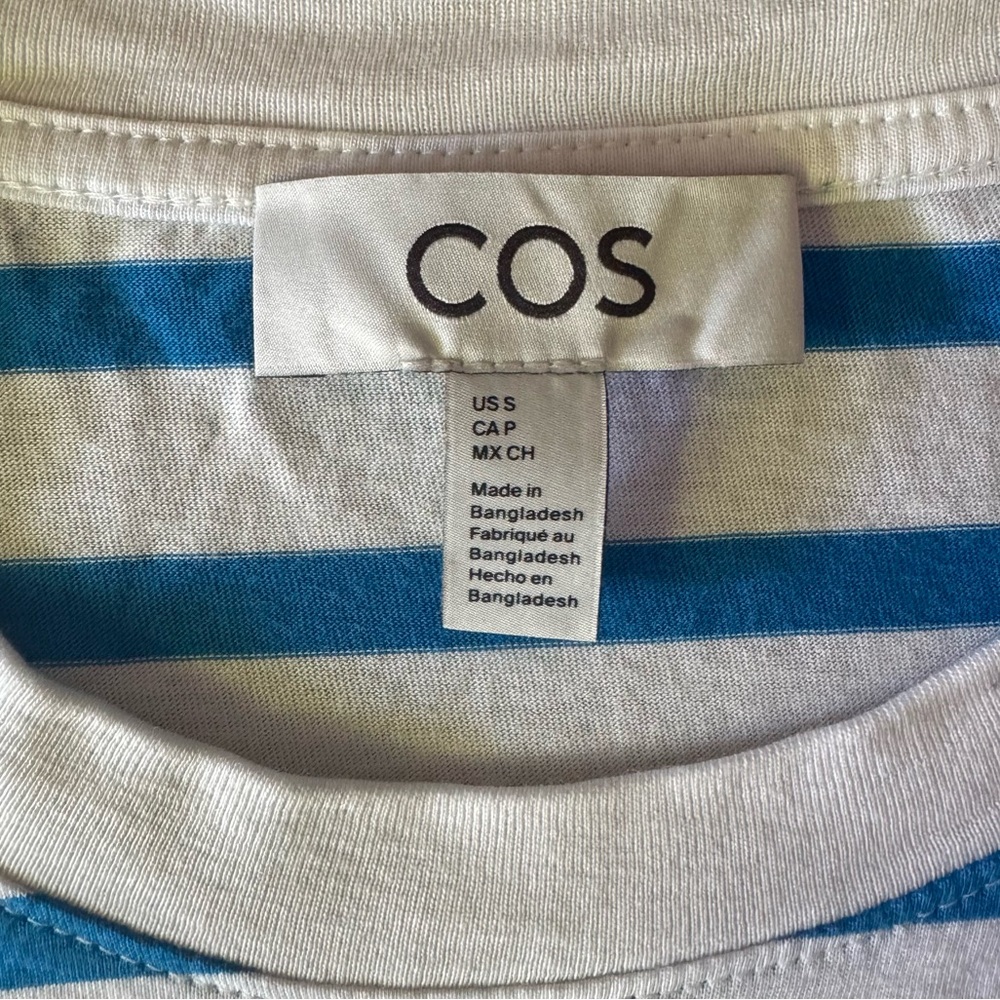 COS
US S
CA P
MX CH
Made in
Bangladesh
Fabriqué au
Bangladesh
Hecho en
Bangladesh